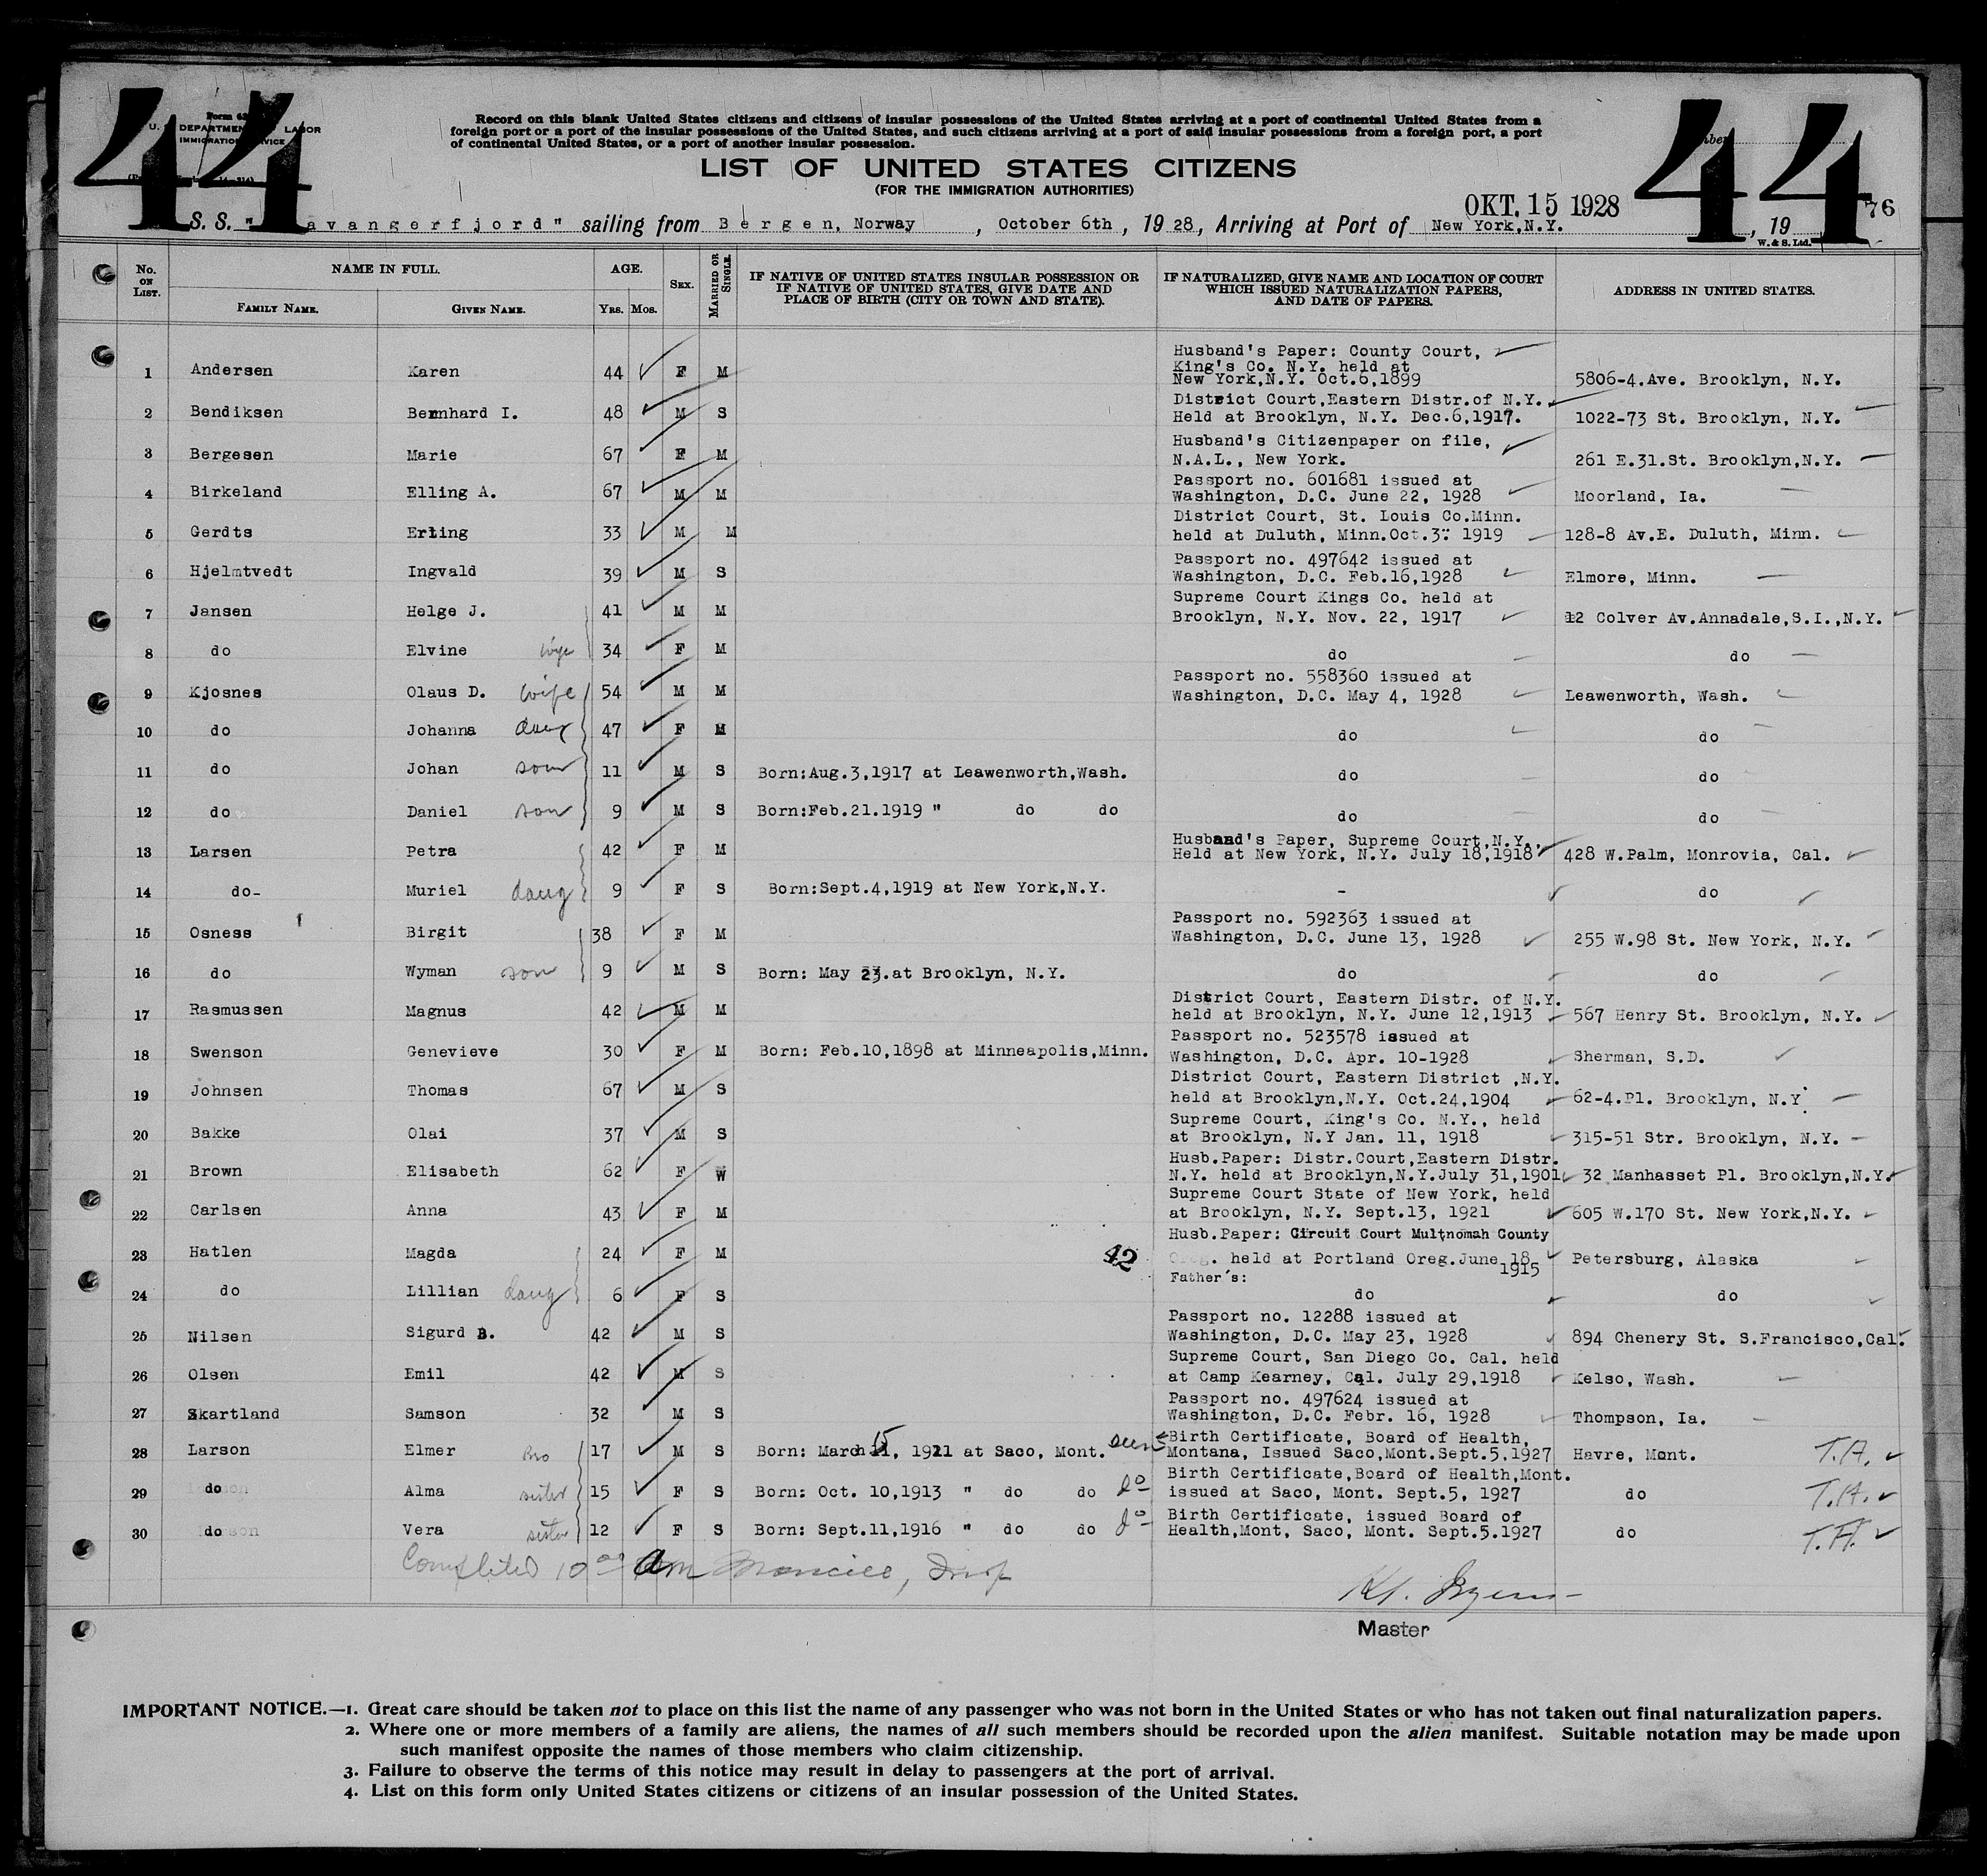 44
44
Form 63
U. S. DEPARTMENT OF LABOR
IMMIGRATION SERVICE
Record on this blank United States citizens and citizens of insular possessions of the United States arriving at a port of continental United States from a
foreign port or a port of the insular possessions of the United States, and such citizens arriving at a port of said insular possessions from a foreign port, a port
of continental United States, or a port of another insular possession.
LIST OF UNITED STATES CITIZENS
(FOR THE IMMIGRATION AUTHORITIES)
OKT. 15 1928
76
S. S. "avangerfjord" sailing from Bergen, Norway, October 6th, 1928, Arriving at Port of New York, N.Y., 19
W. & S. Ltd.
No. ON LIST. NAME IN FULL. AGE. SEX. MARRIED OR SINGLE. IF NATIVE OF UNITED STATES INSULAR POSSESSION OR IF NATIVE OF UNITED STATES, GIVE DATE AND PLACE OF BIRTH (CITY OR TOWN AND STATE). IF NATURALIZED, GIVE NAME AND LOCATION OF COURT WHICH ISSUED NATURALIZATION PAPERS, AND DATE OF PAPERS. ADDRESS IN UNITED STATES.
FAMILY NAME. GIVEN NAME. YRS. MOS.
Husband's Paper: County Court,
King's Co. N.Y. held at
1 Andersen Karen 44 F M New York,N.Y. Oct.6,1899 5806-4.Ave. Brooklyn, N.Y.
District Court,Eastern Distr.of N.Y.
2 Bendiksen Bernhard I. 48 M S Held at Brooklyn, N.Y. Dec.6,1917. 1022-73 St. Brooklyn, N.Y.
Husband's Citizenpaper on file,
3 Bergesen Marie 67 F M N.A.L., New York. 261 E.31.St. Brooklyn,N.Y.
Passport no. 601681 issued at
4 Birkeland Elling A. 67 M M Washington, D.C. June 22, 1928 Moorland, Ia.
District Court, St. Louis Co.Minn.
5 Gerdts Erling 33 M M held at Duluth, Minn.Oct.3: 1919 128-8 Av.E. Duluth, Minn.
Passport no. 497642 issued at
6 Hjelmtvedt Ingvald 39 M S Washington, D.C. Feb.16,1928 Elmore, Minn.
Supreme Court Kings Co. held at
7 Jansen Helge J. 41 M M Brooklyn, N.Y. Nov. 22, 1917 12 Colver Av.Annadale,S.I.,N.Y.
8 do Elvine wife 34 F M do do
Passport no. 558360 issued at
9 Kjosnes Olaus D. wife 54 M M Washington, D.C. May 4, 1928 Leawenworth, Wash.
10 do Johanna daug 47 F M do do
11 do Johan son 11 M S Born:Aug.3,1917 at Leawenworth,Wash. do do
12 do Daniel son 9 M S Born:Feb.21.1919 " do do do do
Husband's Paper, Supreme Court,N.Y.,
13 Larsen Petra 42 F M Held at New York, N.Y. July 18,1918 428 W.Palm, Monrovia, Cal.
14 do- Muriel daug 9 F S Born:Sept.4,1919 at New York,N.Y. - do
Passport no. 592363 issued at
15 Osness Birgit 38 F M Washington, D.C. June 13, 1928 255 W.98 St. New York, N.Y.
16 do Wyman son 9 M S Born: May 23.at Brooklyn, N.Y. do do
District Court, Eastern Distr. of N.Y.
17 Rasmussen Magnus 42 M M held at Brooklyn, N.Y. June 12,1913 567 Henry St. Brooklyn, N.Y.
Passport no. 523578 issued at
18 Swenson Genevieve 30 F M Born: Feb.10,1898 at Minneapolis,Minn. Washington, D.C. Apr. 10-1928 Sherman, S.D.
District Court, Eastern District ,N.Y.
19 Johnsen Thomas 67 M S held at Brooklyn,N.Y. Oct.24,1904 62-4.Pl. Brooklyn, N.Y.
Supreme Court, King's Co. N.Y., held
20 Bakke Olai 37 M S at Brooklyn, N.Y Jan. 11, 1918 315-51 Str. Brooklyn, N.Y.
Husb.Paper: Distr.Court,Eastern Distr.
21 Brown Elisabeth 62 F W N.Y. held at Brooklyn,N.Y.July 31,1901 32 Manhasset Pl. Brooklyn,N.Y.
Supreme Court State of New York, held
22 Carlsen Anna 43 F M at Brooklyn, N.Y. Sept.13, 1921 605 W.170 St. New York,N.Y.
Husb.Paper: Circuit Court Multnomah County
23 Hatlen Magda 24 F M 42 Oreg. held at Portland Oreg.June 18 1915 Petersburg, Alaska
Father's:
24 do Lillian daug 6 F S do do
Passport no. 12288 issued at
25 Nilsen Sigurd B. 42 M S Washington, D.C. May 23, 1928 894 Chenery St. S.Francisco,Cal.
Supreme Court, San Diego Co. Cal. held
26 Olsen Emil 42 M S at Camp Kearney, Cal. July 29,1918 Kelso, Wash.
Passport no. 497624 issued at
27 Skartland Samson 32 M S Washington, D.C. Febr. 16, 1928 Thompson, Ia.
Birth Certificate, Board of Health,
28 Larson Elmer Bro 17 M S Born: March 15, 1911 at Saco, Mont. Montana, Issued Saco,Mont.Sept.5,1927 Havre, Mont. T.A.
Birth Certificate,Board of Health,Mont.
29 do Alma sister 15 F S Born: Oct. 10,1913 " do do do issued at Saco, Mont. Sept.5, 1927 do T.A.
Birth Certificate, issued Board of
30 do Vera sister 12 F S Born: Sept.11,1916 " do do do Health,Mont, Saco, Mont. Sept.5.1927 do T.A.
Completed 10 00 am
Master
IMPORTANT NOTICE.—1. Great care should be taken not to place on this list the name of any passenger who was not born in the United States or who has not taken out final naturalization papers.
2. Where one or more members of a family are aliens, the names of all such members should be recorded upon the alien manifest. Suitable notation may be made upon
such manifest opposite the names of those members who claim citizenship.
3. Failure to observe the terms of this notice may result in delay to passengers at the port of arrival.
4. List on this form only United States citizens or citizens of an insular possession of the United States.